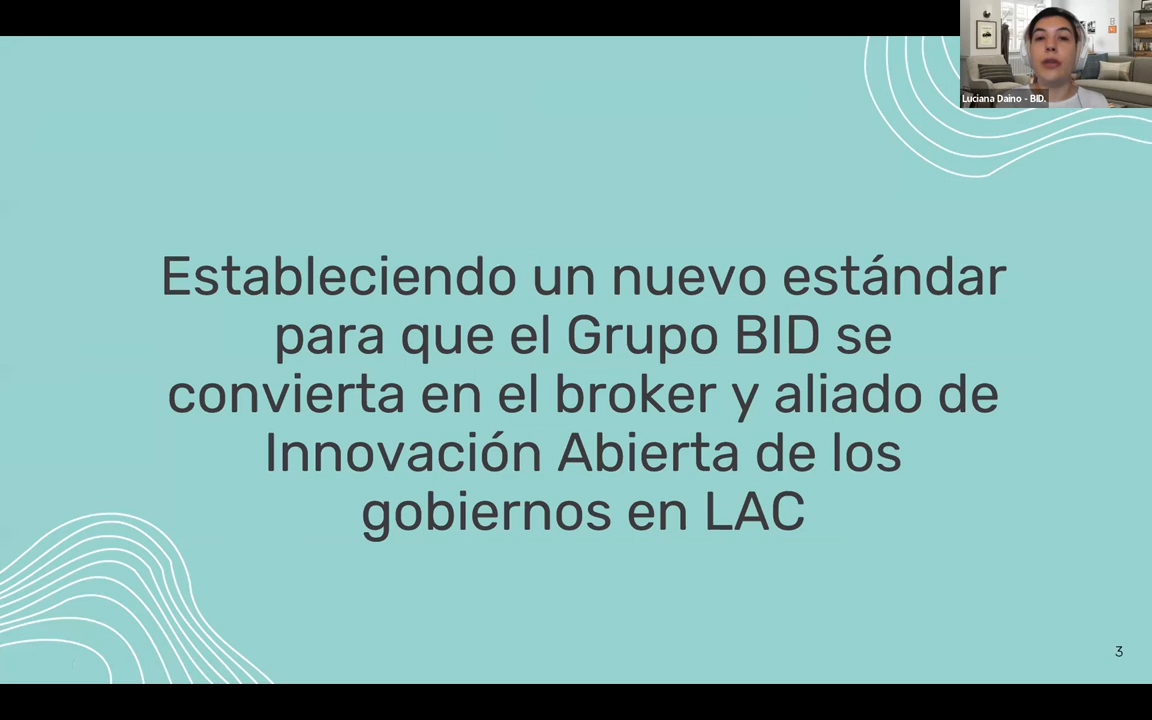 Luciana Daino - BID.
Estableciendo un nuevo estándar
para que el Grupo BID se
convierta en el broker y aliado de
Innovación Abierta de los
gobiernos en LAC
3